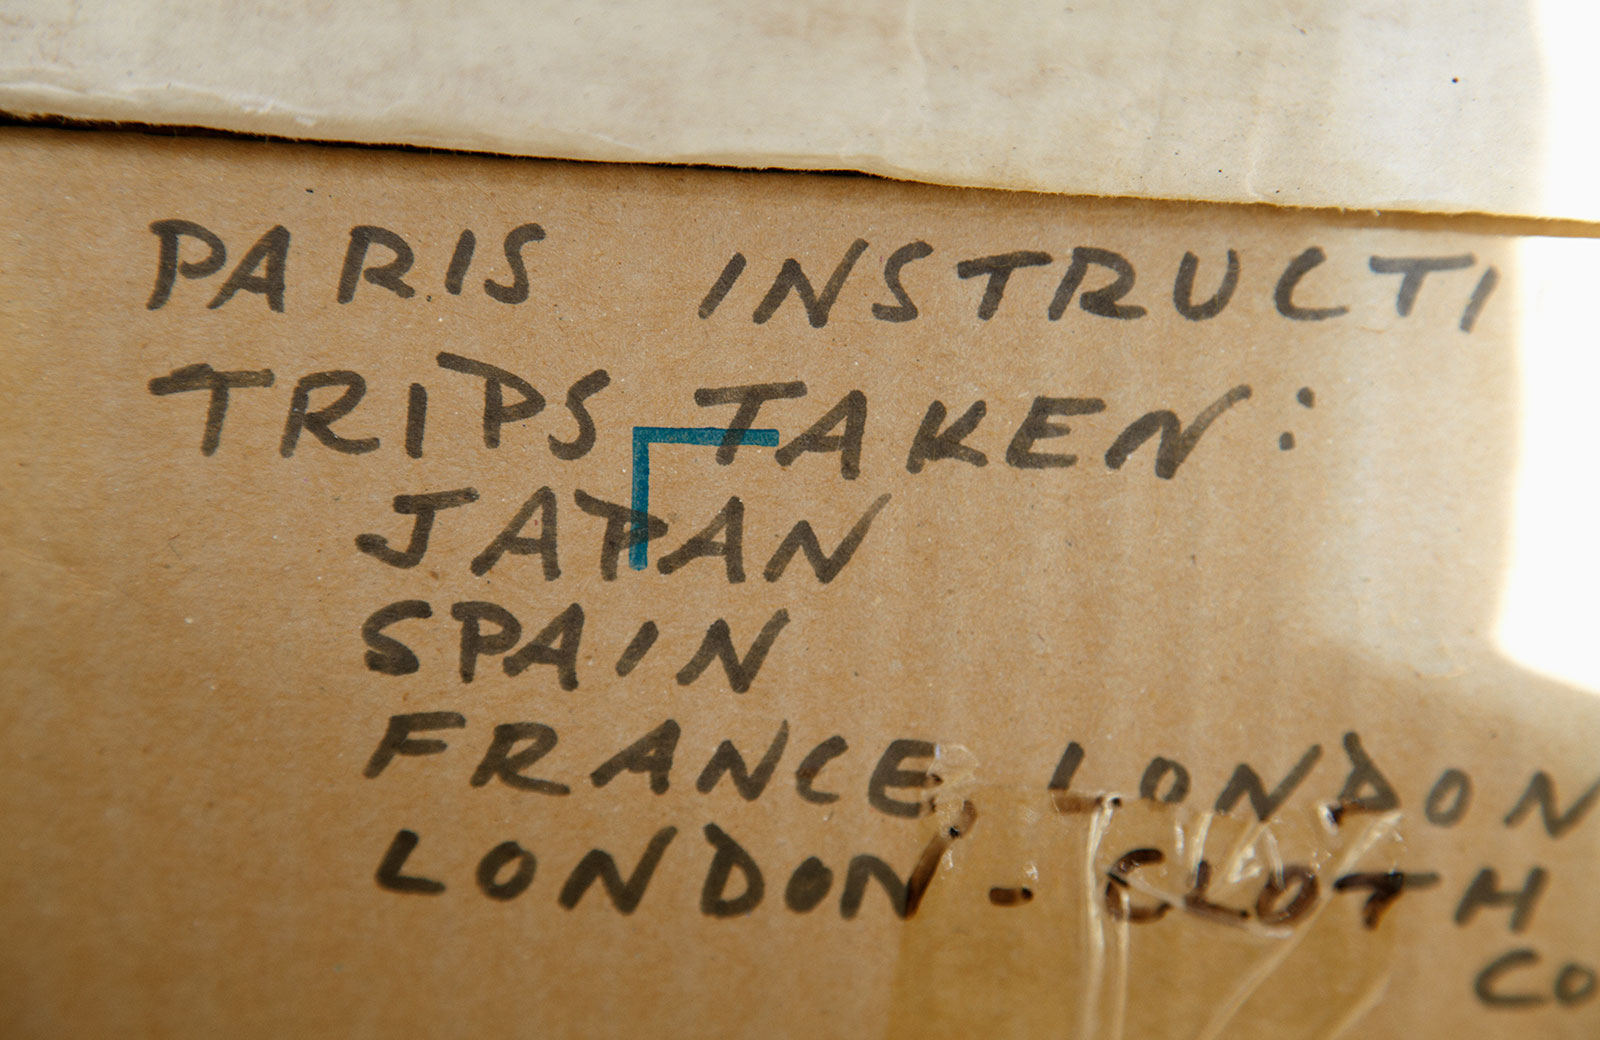 PARIS INSTRUCTI
TRIPS TAKEN:
JAPAN
SPAIN
FRANCE, LONDON
LONDON - CLOTH
CO